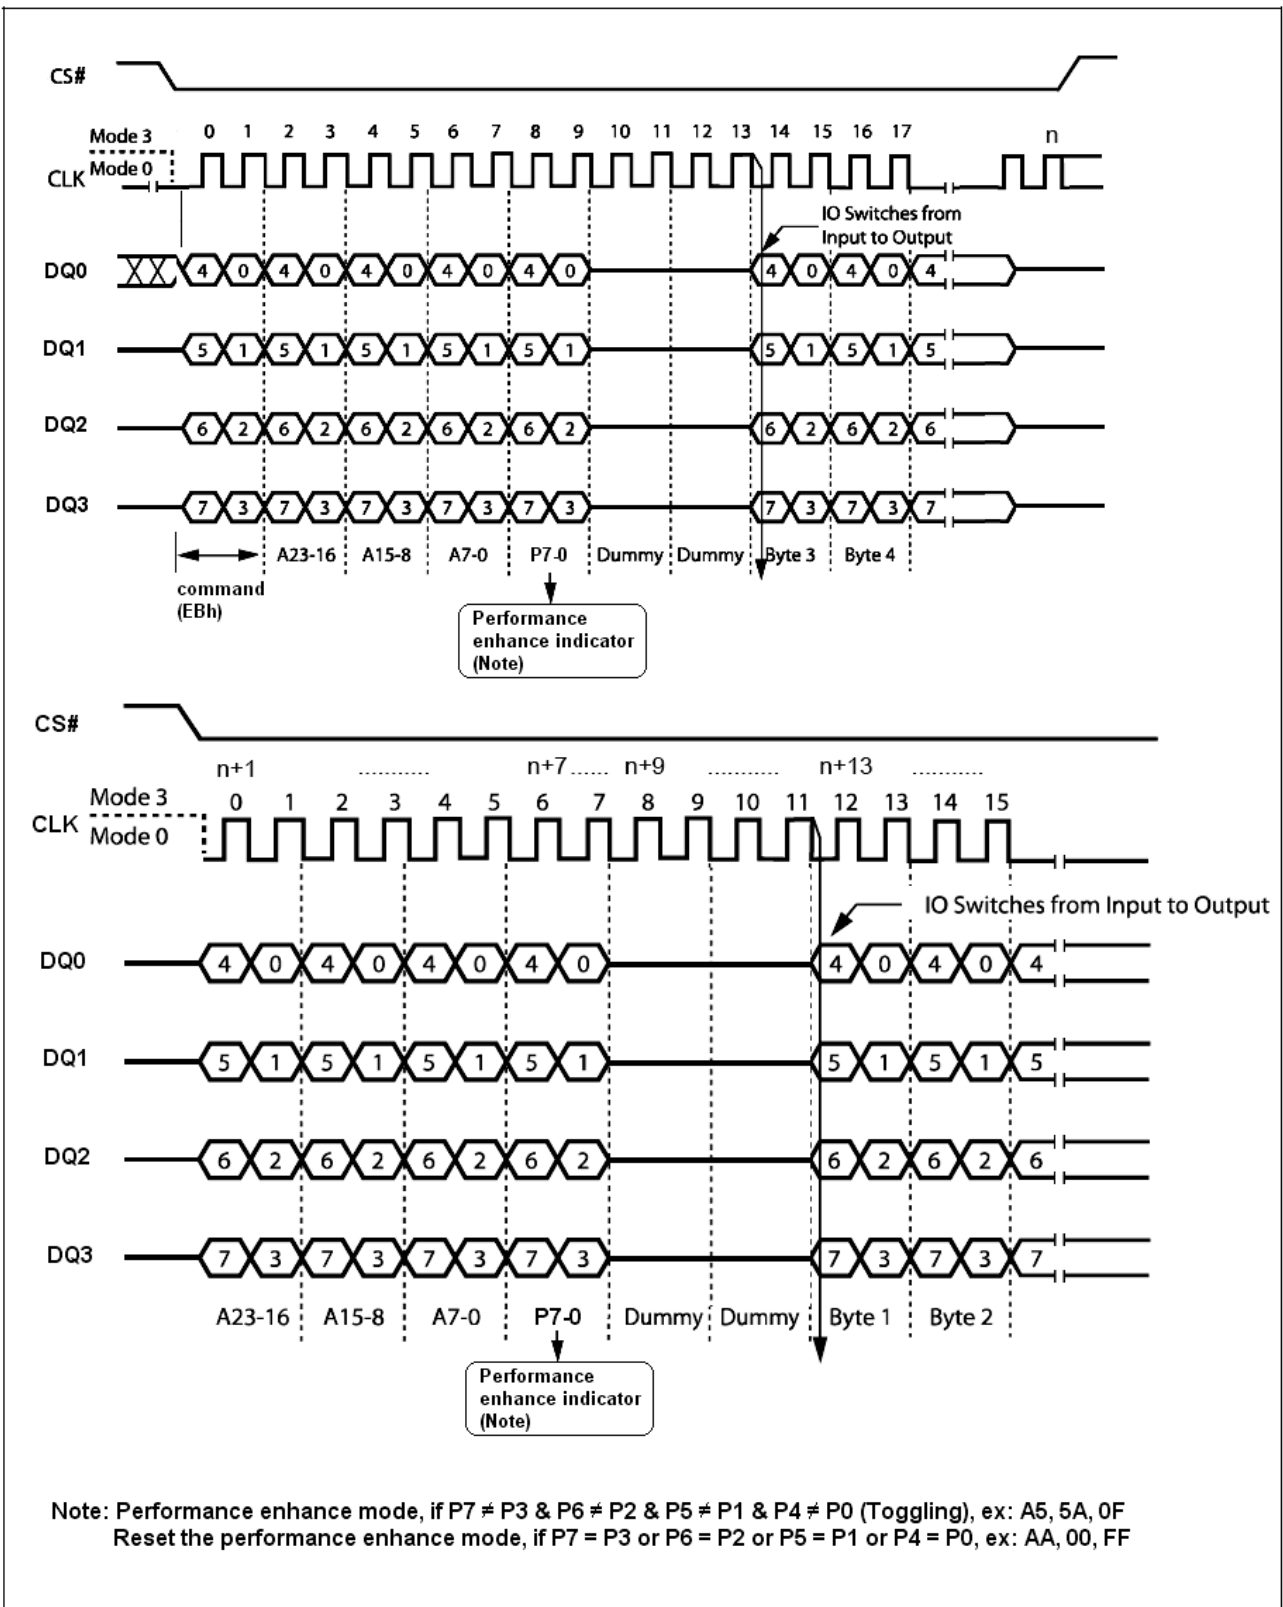 CS#
0 1 2 3 4 5 6 7 8 9 10 11 12 13 14 15 16 17 n
Mode 3
Mode 0
CLK
IO Switches from
Input to Output
DQ0 4 0 4 0 4 0 4 0 4 0 4 0 4 0 4
DQ1 5 1 5 1 5 1 5 1 5 1 5 1 5 1 5
DQ2 6 2 6 2 6 2 6 2 6 2 6 2 6 2 6
DQ3 7 3 7 3 7 3 7 3 7 3 7 3 7 3 7
A23-16 A15-8 A7-0 P7-0 Dummy Dummy Byte 3 Byte 4
command
(EBh)
Performance
enhance indicator
(Note)
CS#
n+1 ............ n+7 ...... n+9 ............ n+13 ............
Mode 3 0 1 2 3 4 5 6 7 8 9 10 11 12 13 14 15
CLK
Mode 0
IO Switches from Input to Output
DQ0 4 0 4 0 4 0 4 0 4 0 4 0 4
DQ1 5 1 5 1 5 1 5 1 5 1 5 1 5
DQ2 6 2 6 2 6 2 6 2 6 2 6 2 6
DQ3 7 3 7 3 7 3 7 3 7 3 7 3 7
A23-16 A15-8 A7-0 P7-0 Dummy Dummy Byte 1 Byte 2
Performance
enhance indicator
(Note)
Note: Performance enhance mode, if P7 ≠ P3 & P6 ≠ P2 & P5 ≠ P1 & P4 ≠ P0 (Toggling), ex: A5, 5A, 0F
Reset the performance enhance mode, if P7 = P3 or P6 = P2 or P5 = P1 or P4 = P0, ex: AA, 00, FF